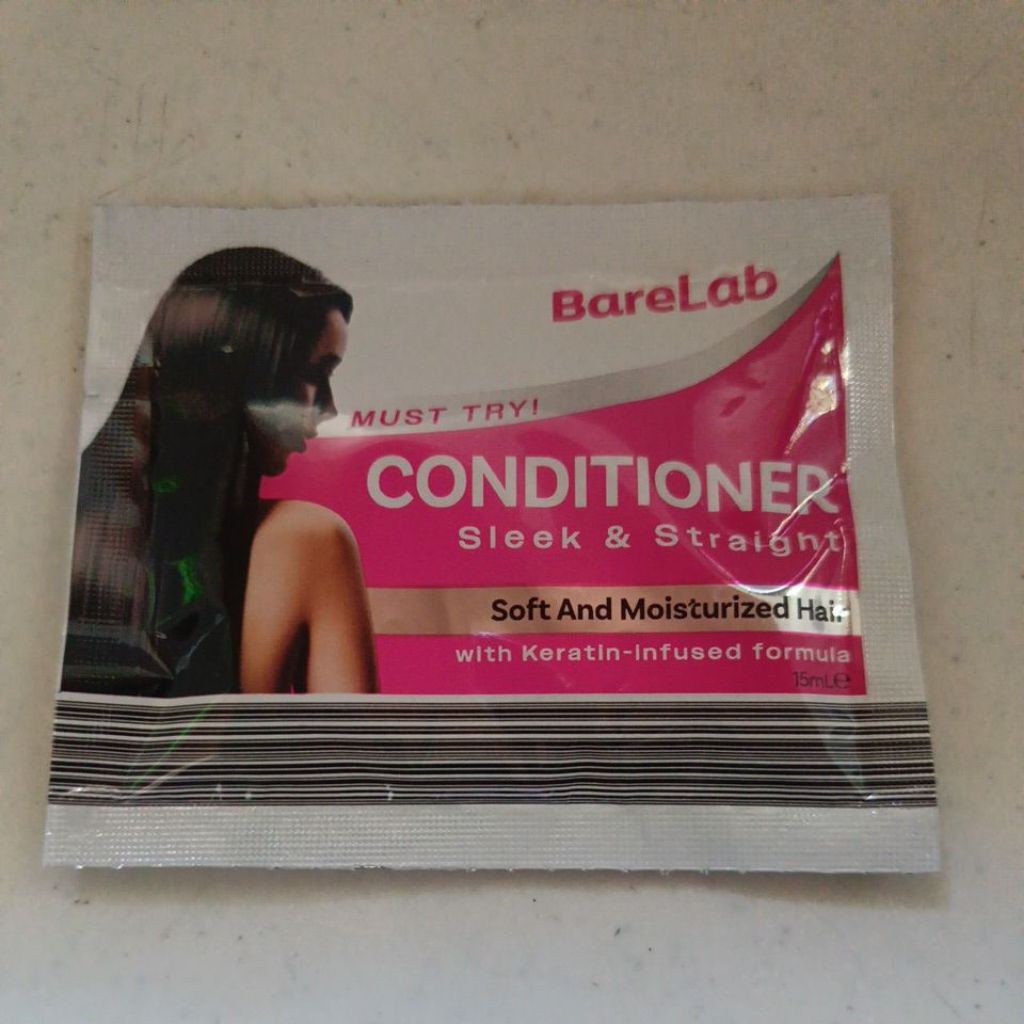 BareLab
MUST TRY!
CONDITIONER
Sleek & Straight
Soft And Moisturized Hair
with Keratin-infused formula
15mL℮